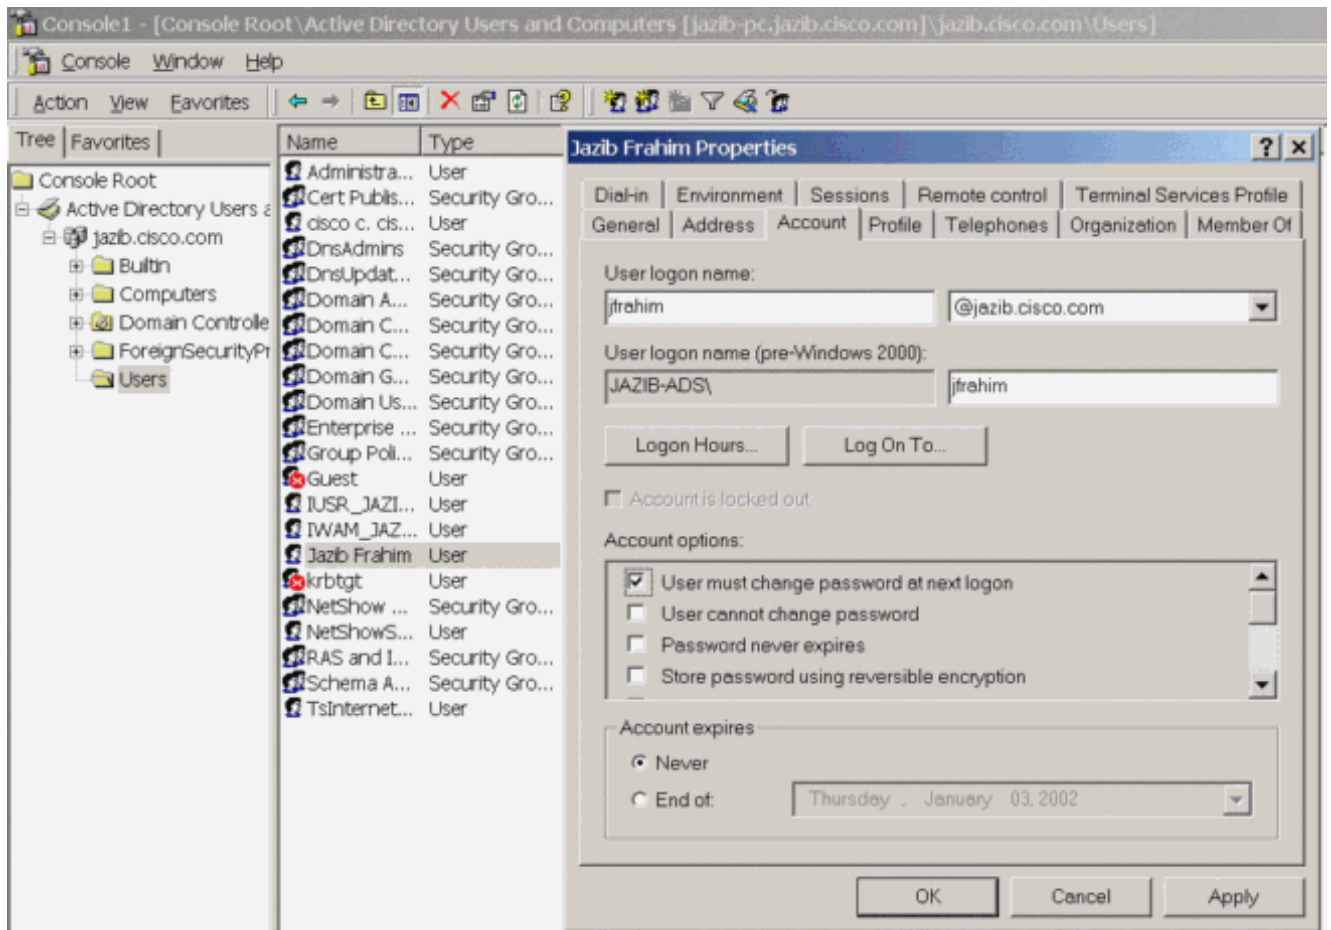 Console1 - [Console Root\Active Directory Users and Computers [jazib-pc.jazib.cisco.com]\jazib.cisco.com\Users]
Console Window Help
Action View Favorites
Tree Favorites
Console Root
Active Directory Users a
jazib.cisco.com
Builtin
Computers
Domain Controlle
ForeignSecurityPr
Users
Name Type
Administra... User
Cert Publis... Security Gro...
cisco c. cis... User
DnsAdmins Security Gro...
DnsUpdat... Security Gro...
Domain A... Security Gro...
Domain C... Security Gro...
Domain C... Security Gro...
Domain G... Security Gro...
Domain Us... Security Gro...
Enterprise ... Security Gro...
Group Poli... Security Gro...
Guest User
IUSR_JAZI... User
IWAM_JAZ... User
Jazib Frahim User
krbtgt User
NetShow ... Security Gro...
NetShowS... User
RAS and I... Security Gro...
Schema A... Security Gro...
TsInternet... User
Jazib Frahim Properties
Dial-in Environment Sessions Remote control Terminal Services Profile
General Address Account Profile Telephones Organization Member Of
User logon name:
jfrahim @jazib.cisco.com
User logon name (pre-Windows 2000):
JAZIB-ADS\ jfrahim
Logon Hours... Log On To...
Account is locked out
Account options:
User must change password at next logon
User cannot change password
Password never expires
Store password using reversible encryption
Account expires
Never
End of: Thursday , January 03, 2002
OK Cancel Apply